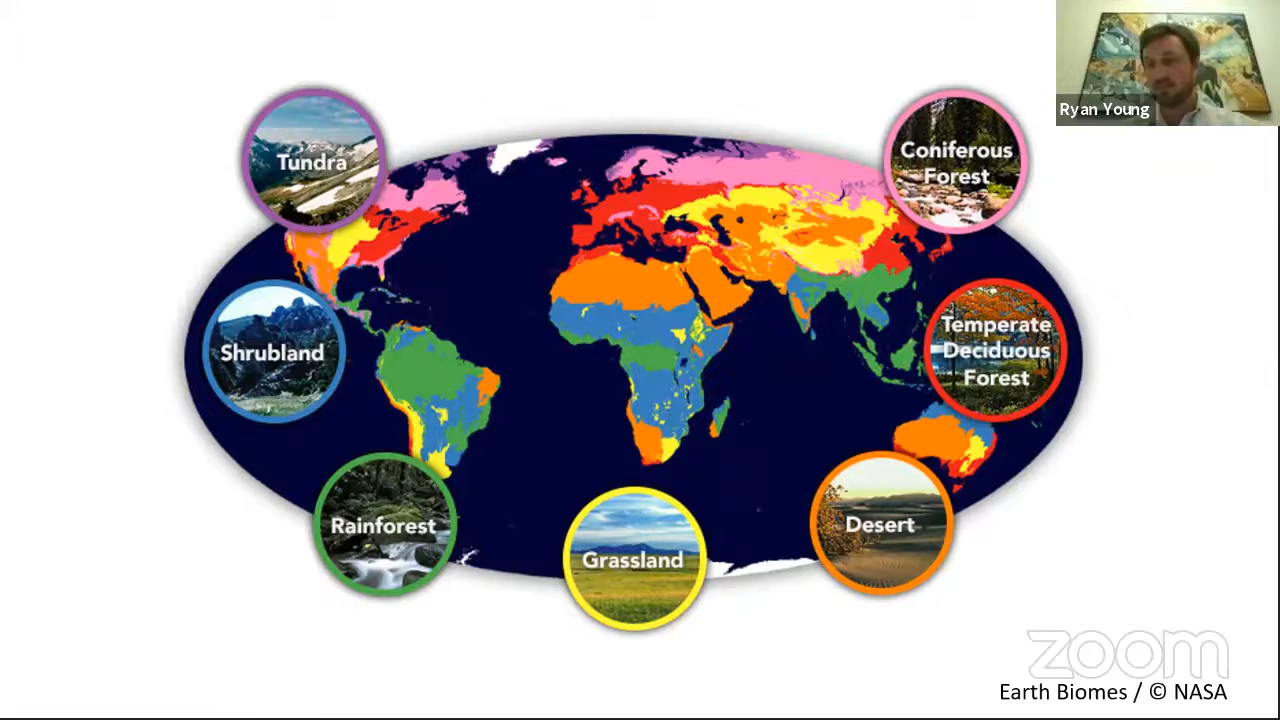 Ryan Young
Tundra
Coniferous
Forest
Shrubland
Temperate
Deciduous
Forest
Rainforest
Grassland
Desert
zoom
Earth Biomes / © NASA